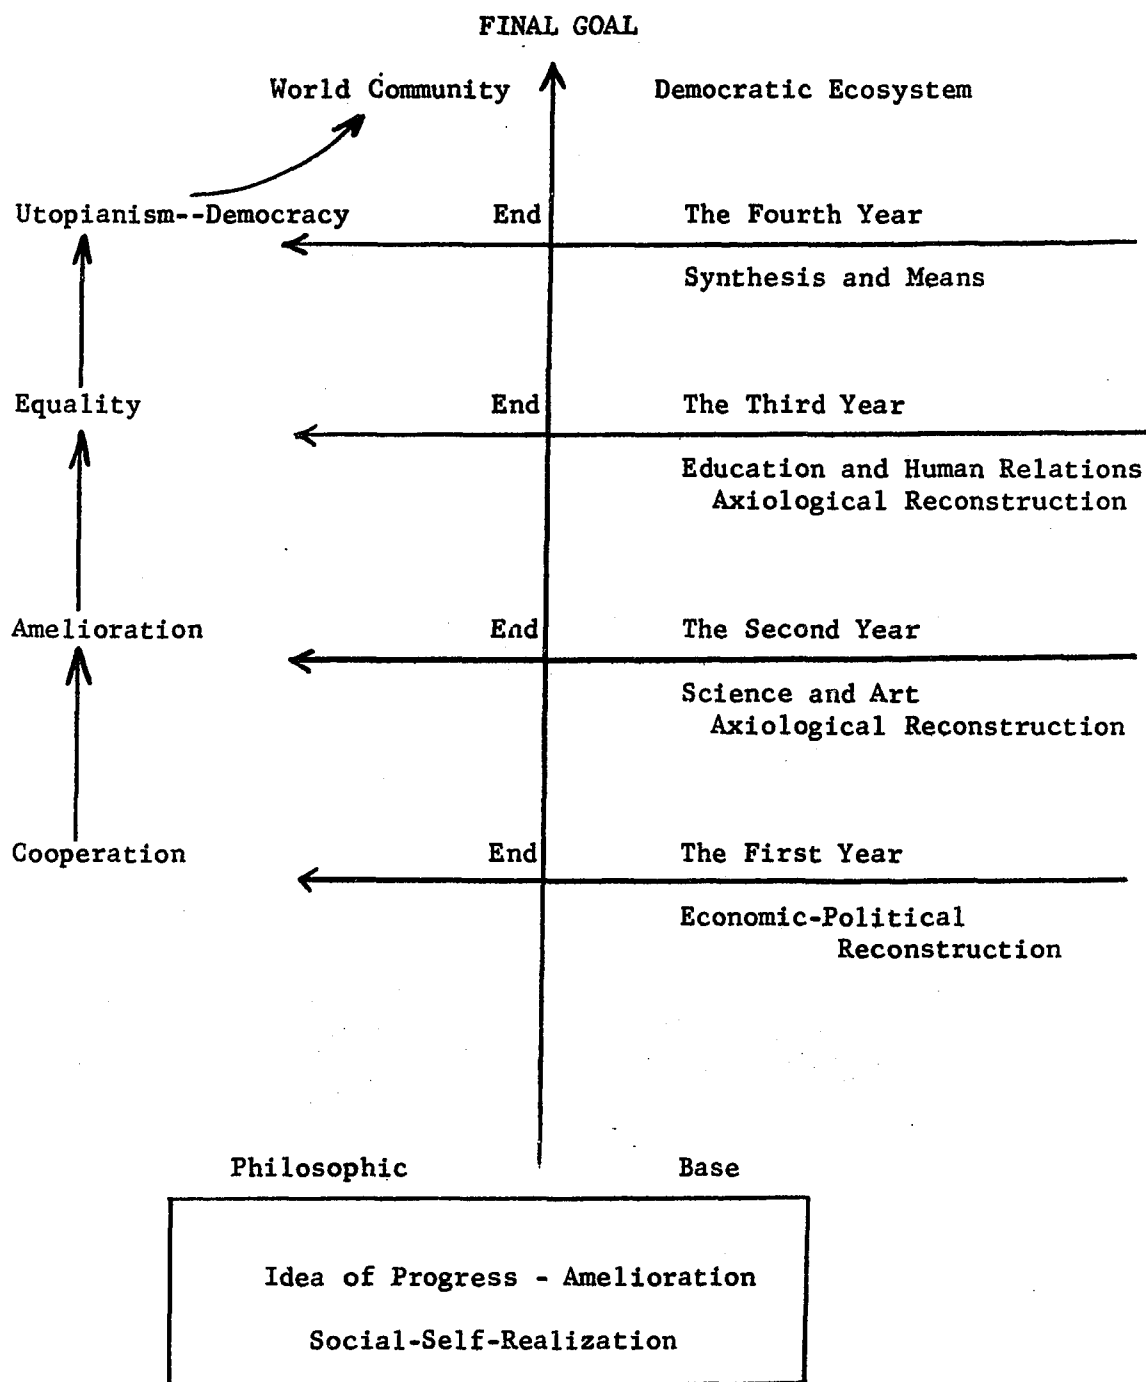 FINAL GOAL
World Community Democratic Ecosystem
Utopianism--Democracy End The Fourth Year
Synthesis and Means
Equality End The Third Year
Education and Human Relations
Axiological Reconstruction
Amelioration End The Second Year
Science and Art
Axiological Reconstruction
Cooperation End The First Year
Economic-Political
Reconstruction
Philosophic Base
Idea of Progress - Amelioration
Social-Self-Realization